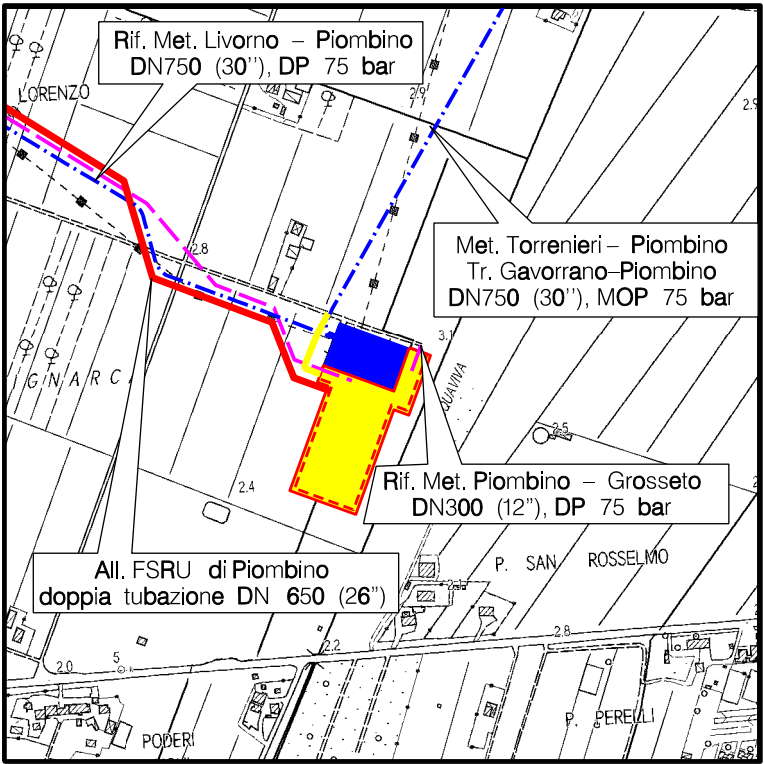 Rif. Met. Livorno – Piombino
DN750 (30''), DP 75 bar
2.9
2.9
LORENZO
2.8
Met. Torrenieri – Piombino
Tr. Gavorrano–Piombino
DN750 (30''), MOP 75 bar
3.1
GNARC
QUAVIVA
2.5
2.4
Rif. Met. Piombino – Grosseto
DN300 (12"), DP 75 bar
All. FSRU di Piombino
doppia tubazione DN 650 (26")
P. SAN ROSSELMO
2.1
2.2
2.8
2.0
5
P. PERELLI
PODERI